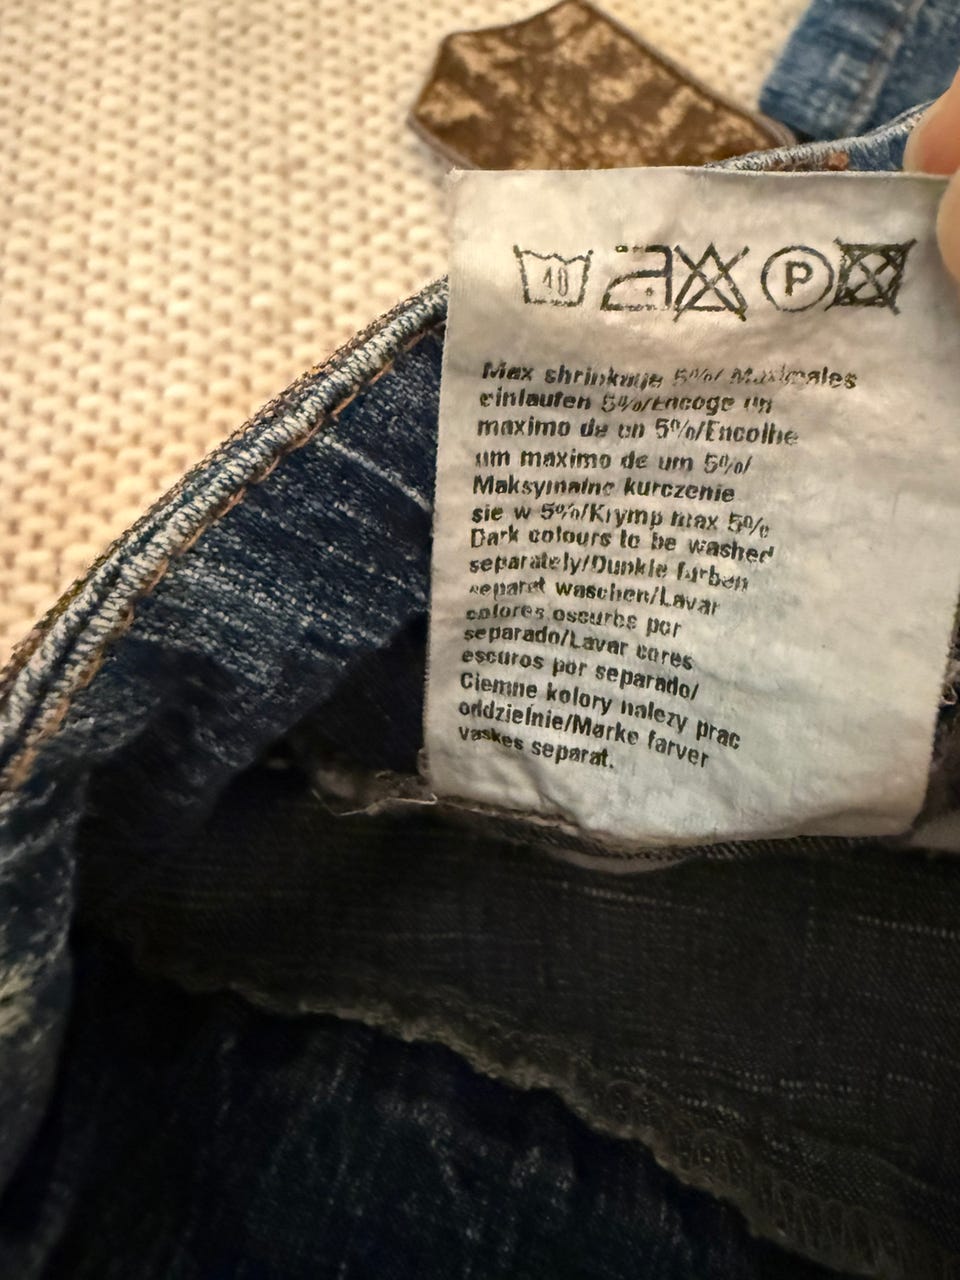 40
P
Max shrinkage 5%/ Maximales
einlaufen 5%/Encoge un
maximo de un 5%/Encolhe
um maximo de um 5%/
Maksymalne kurczenie
sie w 5%/Krymp max 5%
Dark colours to be washed
separately/Dunkle farben
separat waschen/Lavar
colores oscuros por
separado/Lavar cores
escuros por separado/
Ciemne kolory nalezy prac
oddzielnie/Marke farver
vaskes separat.